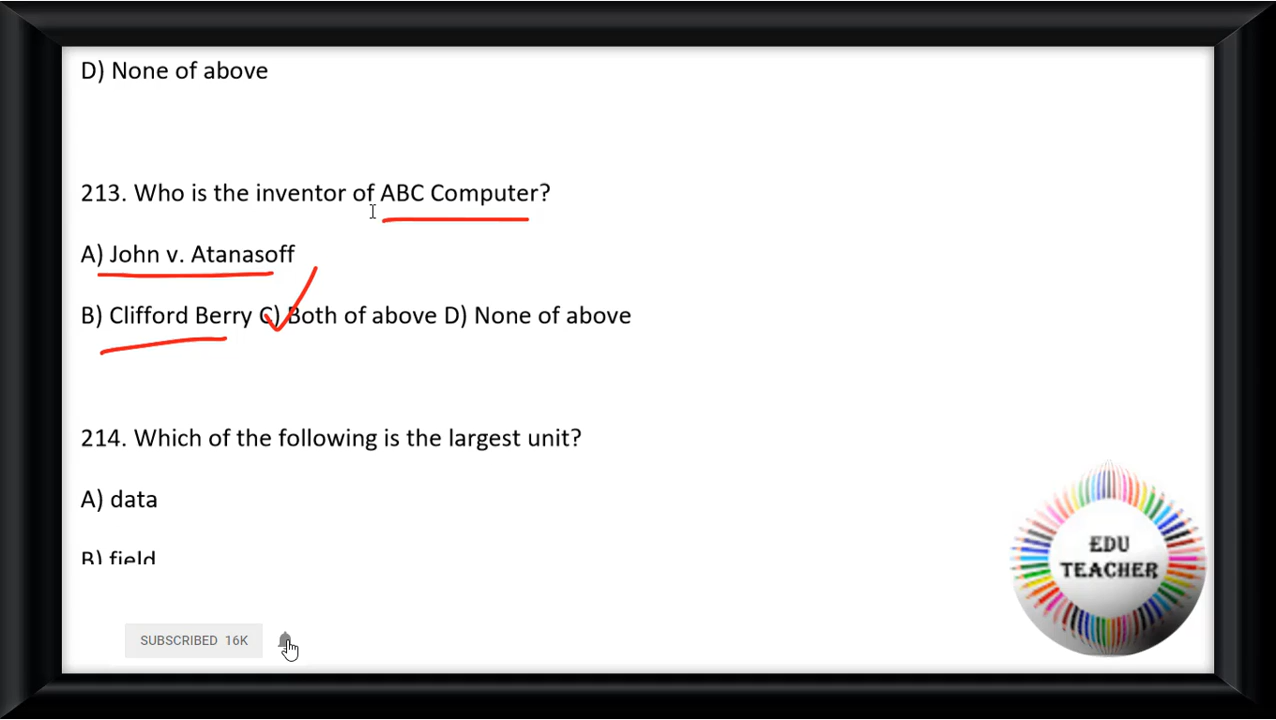 D) None of above
213. Who is the inventor of ABC Computer?
A) John v. Atanasoff
B) Clifford Berry C) Both of above D) None of above
214. Which of the following is the largest unit?
A) data
B) field
EDU
TEACHER
SUBSCRIBED 16K